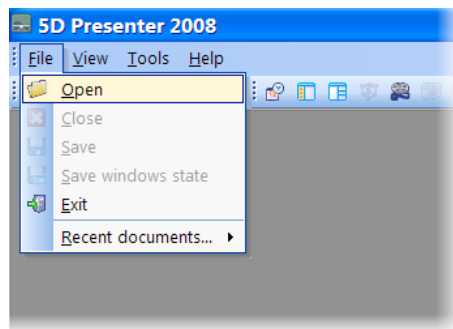 5D Presenter 2008
File View Tools Help
Open
Close
Save
Save windows state
Exit
Recent documents...